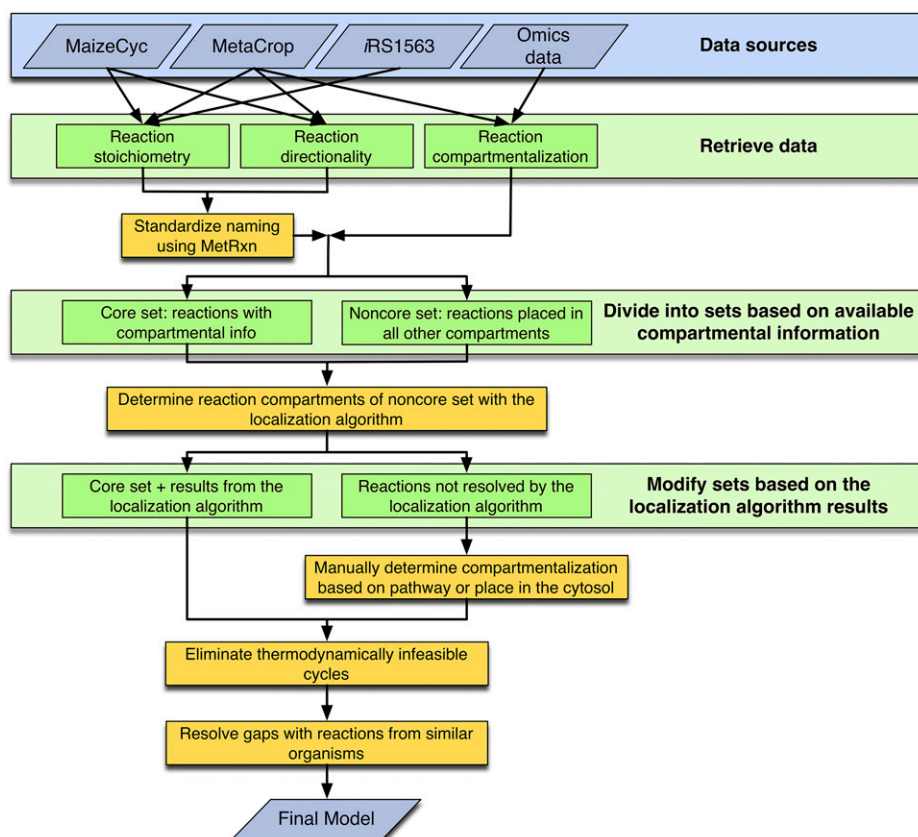 MaizeCyc
MetaCrop
iRS1563
Omics
data
Data sources
Reaction
stoichiometry
Reaction
directionality
Reaction
compartmentalization
Retrieve data
Standardize naming
using MetRxn
Core set: reactions with
compartmental info
Noncore set: reactions placed in
all other compartments
Divide into sets based on available
compartmental information
Determine reaction compartments of noncore set with the
localization algorithm
Core set + results from the
localization algorithm
Reactions not resolved by the
localization algorithm
Modify sets based on the
localization algorithm results
Manually determine compartmentalization
based on pathway or place in the cytosol
Eliminate thermodynamically infeasible
cycles
Resolve gaps with reactions from similar
organisms
Final Model